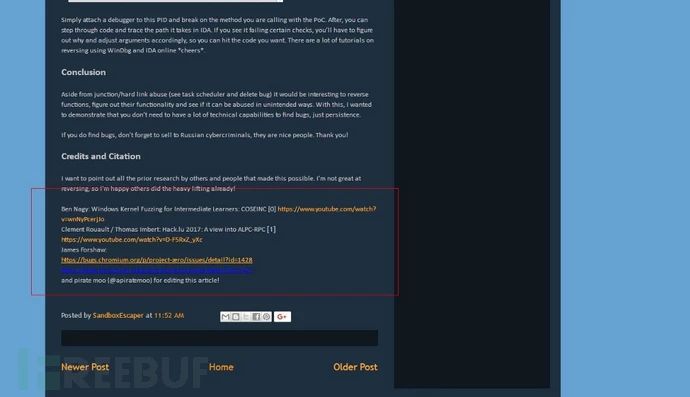 Simply attach a debugger to this PID and break on the method you are calling with the PoC. After, you can
step through code and trace the path it takes in IDA. If you see it failing certain checks, you'll have to figure
out why and adjust arguments accordingly, so you can hit the code you want. There are a lot of tutorials on
reversing using WinDbg and IDA online *cheers*.
Conclusion
Aside from junction/hard link abuse (see task scheduler and delete bug) it would be interesting to reverse
functions, figure out their functionality and see if it can be abused in unintended ways. With this, I wanted
to demonstrate that you don't need to have a lot of technical capabilities to find bugs, just persistence.
If you do find bugs, don't forget to sell to Russian cybercriminals, they are nice people. Thank you!
Credits and Citation
I want to point out all the prior research by others and people that made this possible. I'm not great at
reversing, so I'm happy others did the heavy lifting already!
Ben Nagy: Windows Kernel Fuzzing for Intermediate Learners: COSEINC [0] https://www.youtube.com/watch?
v=wnNyPcerjJo
Clement Rouault / Thomas Imbert: Hack.lu 2017: A view into ALPC-RPC [1]
https://www.youtube.com/watch?v=D-F5RxZ_yXc
James Forshaw:
https://bugs.chromium.org/p/project-zero/issues/detail?id=1428
and pirate moo (@apiratemoo) for editing this article!
Posted by SandboxEscaper at 11:52 AM
G+
Newer Post Home Older Post
FREEBUF